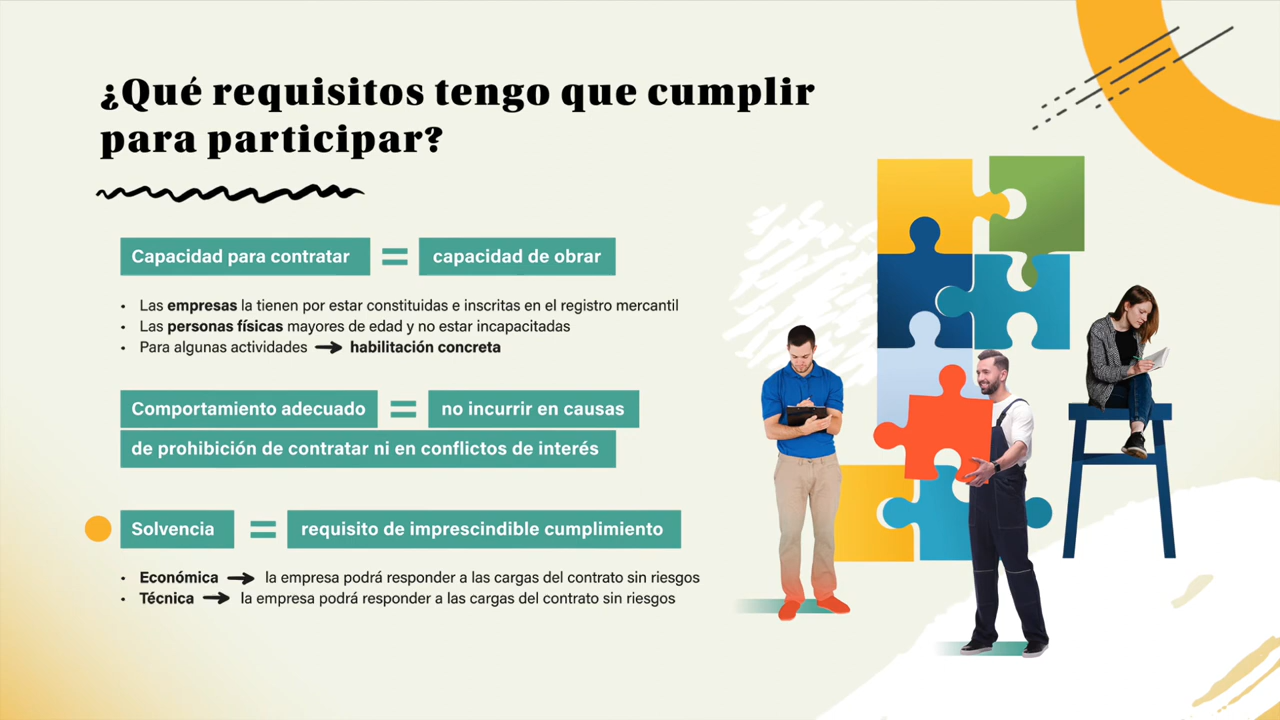 ¿Qué requisitos tengo que cumplir
para participar?
Capacidad para contratar = capacidad de obrar
• Las empresas la tienen por estar constituidas e inscritas en el registro mercantil
• Las personas físicas mayores de edad y no estar incapacitadas
• Para algunas actividades → habilitación concreta
Comportamiento adecuado = no incurrir en causas
de prohibición de contratar ni en conflictos de interés
Solvencia = requisito de imprescindible cumplimiento
• Económica → la empresa podrá responder a las cargas del contrato sin riesgos
• Técnica → la empresa podrá responder a las cargas del contrato sin riesgos